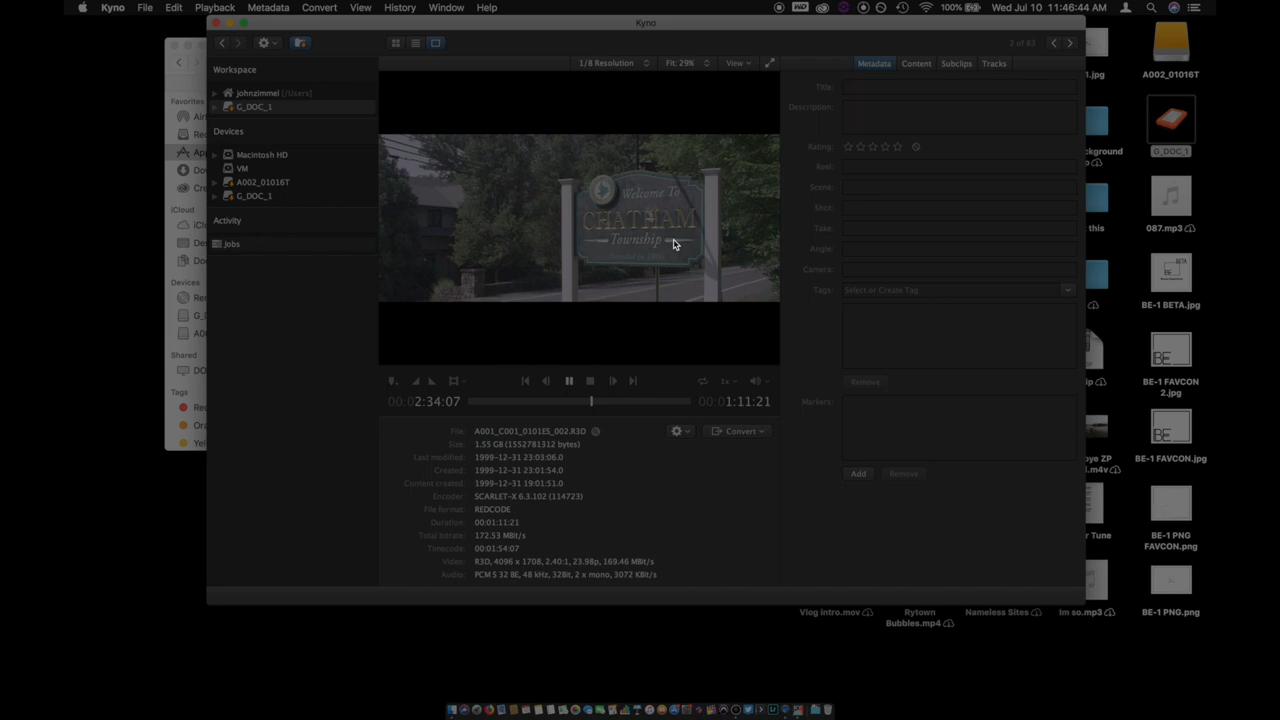 Kyno File Edit Playback Metadata Convert View History Window Help
100% Wed Jul 10 11:46:44 AM
Kyno
2 of 83
Workspace
johnzimmel [/Users]
G_DOC_1
Devices
Macintosh HD
VM
A002_01016T
G_DOC_1
Activity
Jobs
Favorites
iCloud
Devices
Shared
Tags
1/8 Resolution Fit: 29% View
Welcome To
CHATHAM
Township
00:02:34:07 1x 00:01:11:21
File: A001_C001_0101ES_002.R3D
Convert
Size: 1.55 GB (1552781312 bytes)
Last modified: 1999-12-31 23:03:06.0
Created: 1999-12-31 23:01:54.0
Content created: 1999-12-31 19:01:51.0
Encoder: SCARLET-X 6.3.102 (114723)
File format: REDCODE
Duration: 00:01:11:21
Total bitrate: 172.53 MBit/s
Timecode: 00:01:54:07
Video: R3D, 4096 x 1708, 2.40:1, 23.98p, 169.46 MBit/s
Audio: PCM S 32 BE, 48 kHz, 32Bit, 2 x mono, 3072 KBit/s
Metadata Content Subclips Tracks
Title:
Description:
Rating:
Reel:
Scene:
Shot:
Take:
Angle:
Camera:
Tags: Select or Create Tag
Remove
Markers:
Add Remove
A002_01016T
G_DOC_1
087.mp3
BE-1 BETA.jpg
BE-1 FAVCON
2.jpg
BE-1 FAVCON.jpg
BE-1 PNG
FAVCON.png
BE-1 PNG.png
Vlog intro.mov
Rytown
Bubbles.mp4
Nameless Sites
Im so.mp3